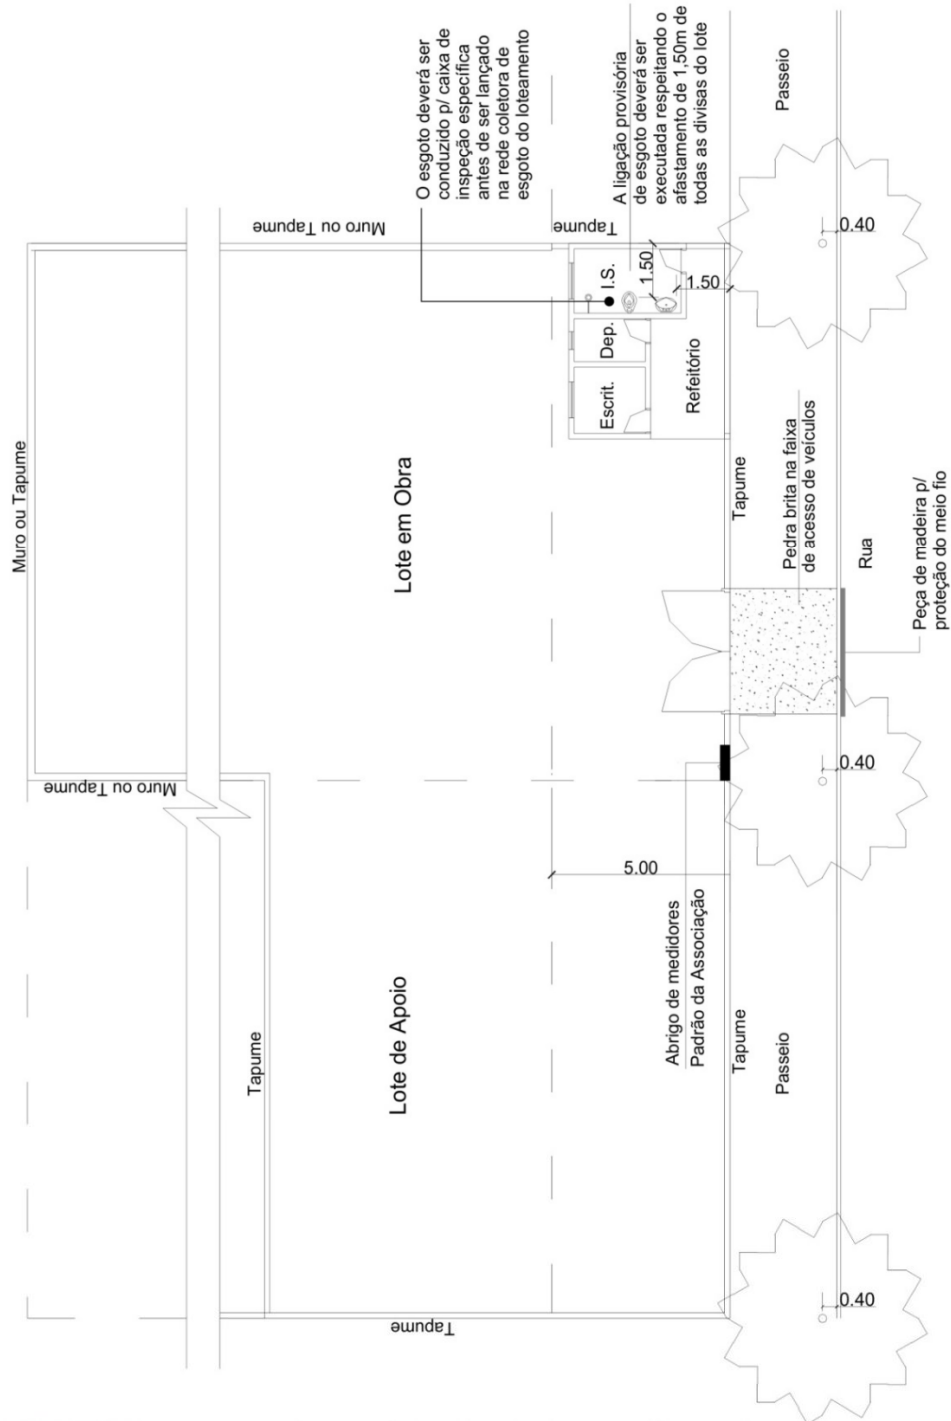 O esgoto deverá ser
conduzido p/ caixa de
inspeção específica
antes de ser lançado
na rede coletora de
esgoto do loteamento
A ligação provisória
de esgoto deverá ser
executada respeitando o
afastamento de 1,50m de
todas as divisas do lote
Passeio
Muro ou Tapume
Tapume
0.40
I.S.
1.50
1.50
Dep.
Escrit.
Refeitório
Muro ou Tapume
Lote em Obra
Tapume
Pedra brita na faixa
de acesso de veículos
Rua
Peça de madeira p/
proteção do meio fio
Muro ou Tapume
0.40
5.00
Abrigo de medidores
Padrão da Associação
Lote de Apoio
Tapume
Tapume
Passeio
Tapume
0.40